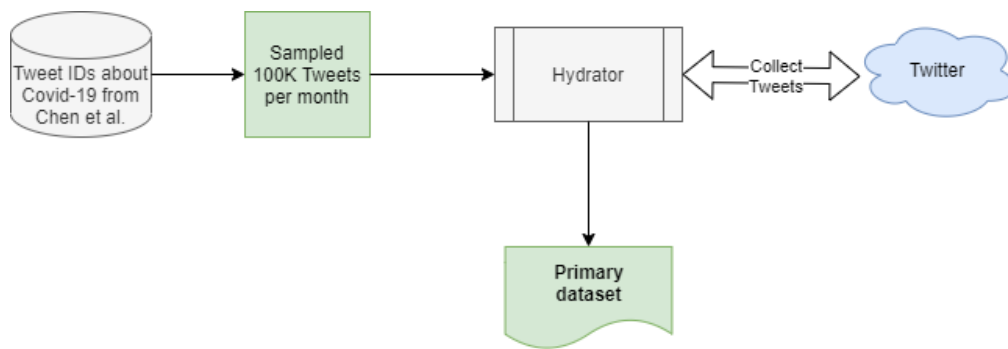 Tweet IDs about
Covid-19 from
Chen et al.
Sampled
100K Tweets
per month
Hydrator
Collect
Tweets
Twitter
Primary
dataset